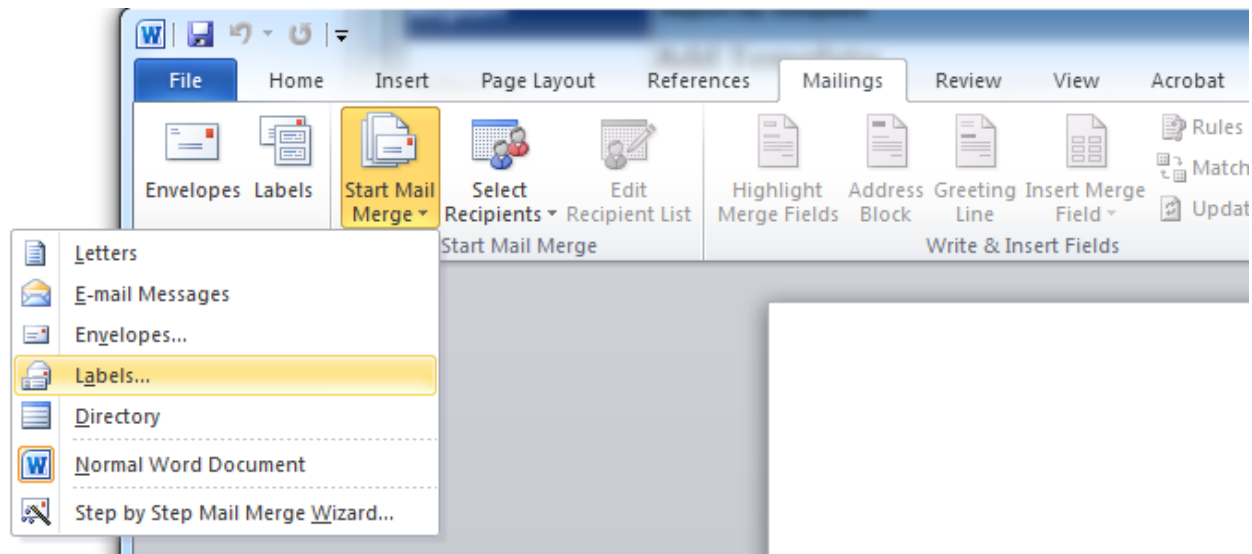 File Home Insert Page Layout References Mailings Review View Acrobat
Envelopes Labels Start Mail Merge Select Recipients Edit Recipient List Highlight Merge Fields Address Block Greeting Line Insert Merge Field
Rules
Match
Updat
Start Mail Merge Write & Insert Fields
Letters
E-mail Messages
Envelopes...
Labels...
Directory
Normal Word Document
Step by Step Mail Merge Wizard...